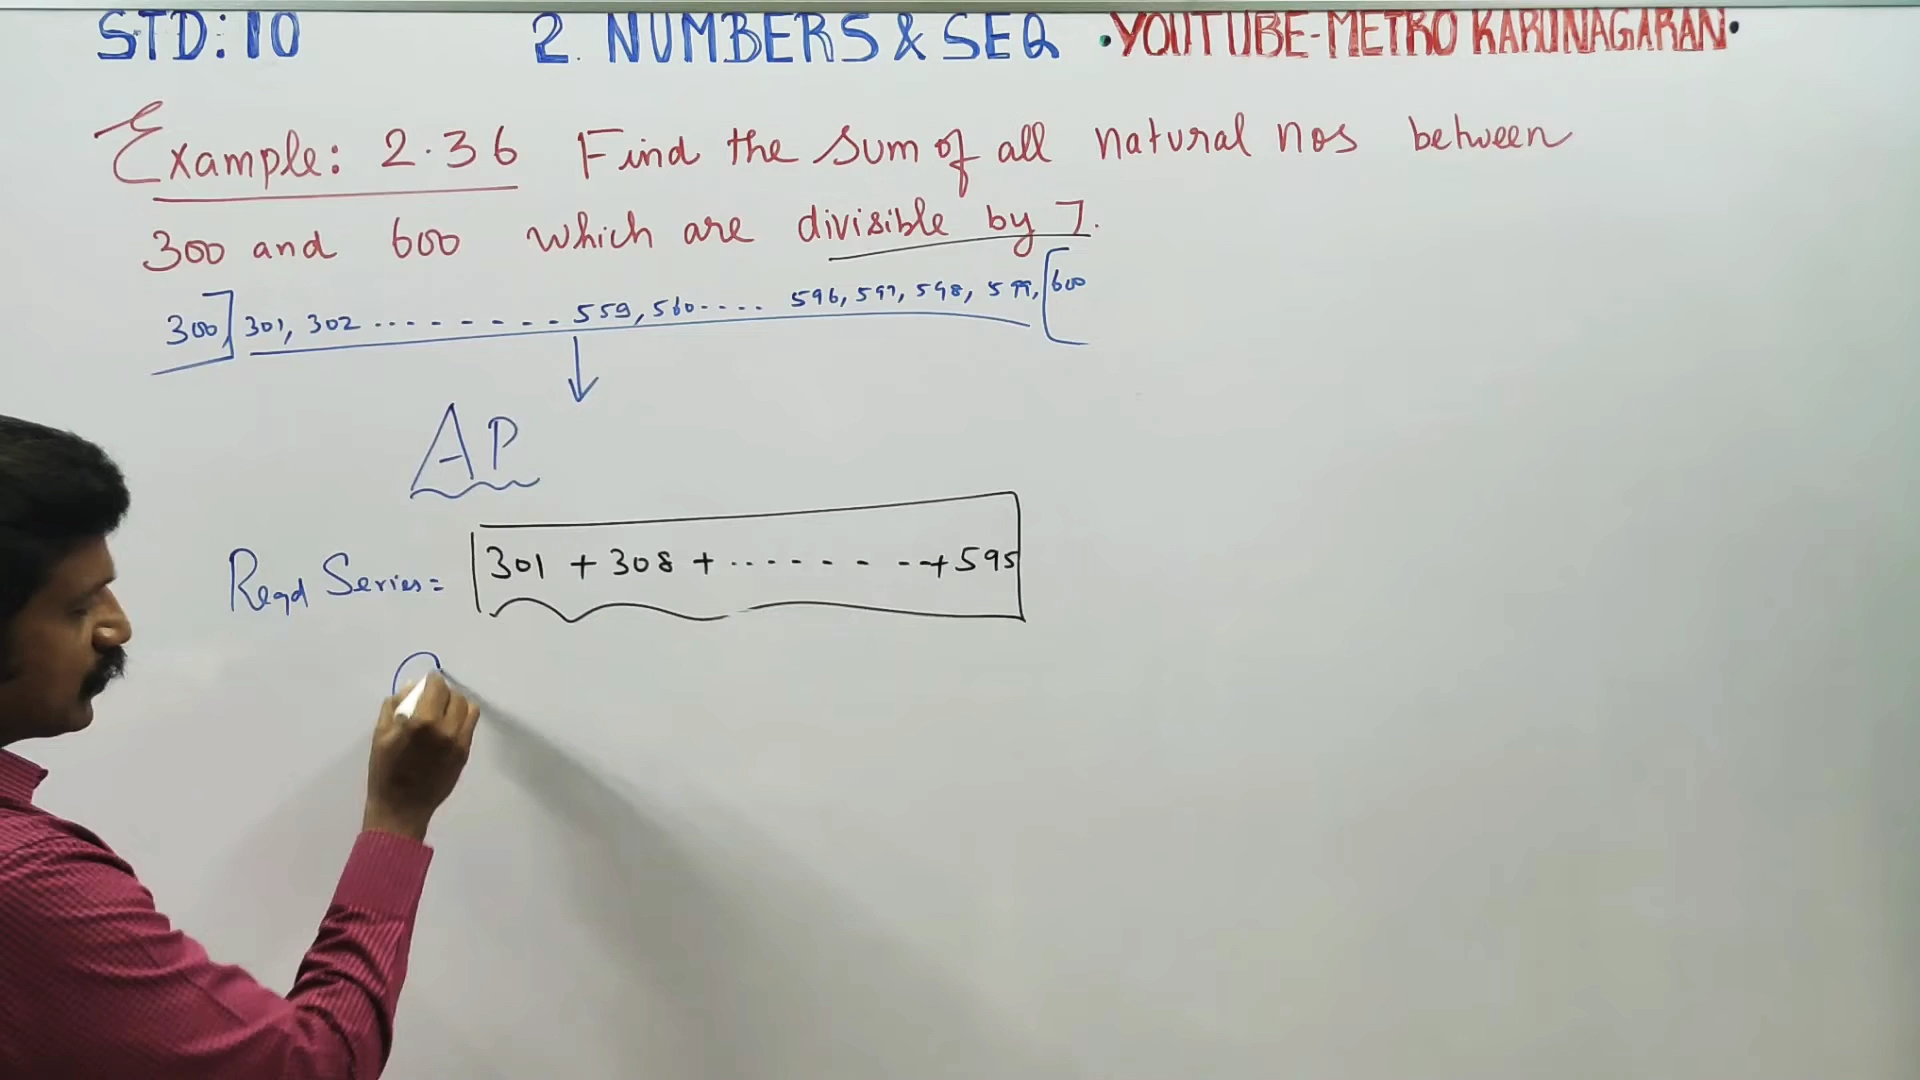 STD: 10 2. NUMBERS & SEQ • YOUTUBE-METRO KARUNAGARAN •
Example: 2.36 Find the sum of all natural nos between
300 and 600 which are divisible by 7.
300, 301, 302 ........ 559, 560.... 596, 597, 598, 599, 600
AP
Reqd Series = 301 + 308 + ........ + 595